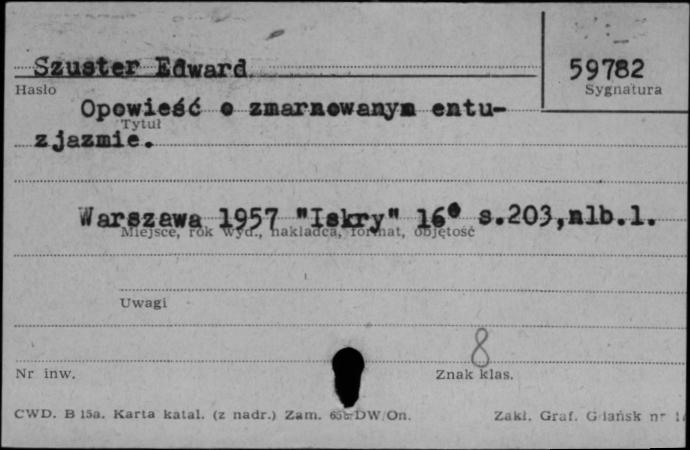 Szuster Edward
59782
Hasło
Sygnatura
Opowieść o zmarnowanym entu-
Tytuł
zjazmie.
Warszawa 1957 "Iskry" 16° s.203,nlb.1.
Miejsce, rok wyd., nakładca, format, objętość
Uwagi
8
Nr inw.
Znak klas.
CWD. B 15a. Karta katal. (z nadr.) Zam. DW/On.
Zakł. Graf. Gdańsk nr